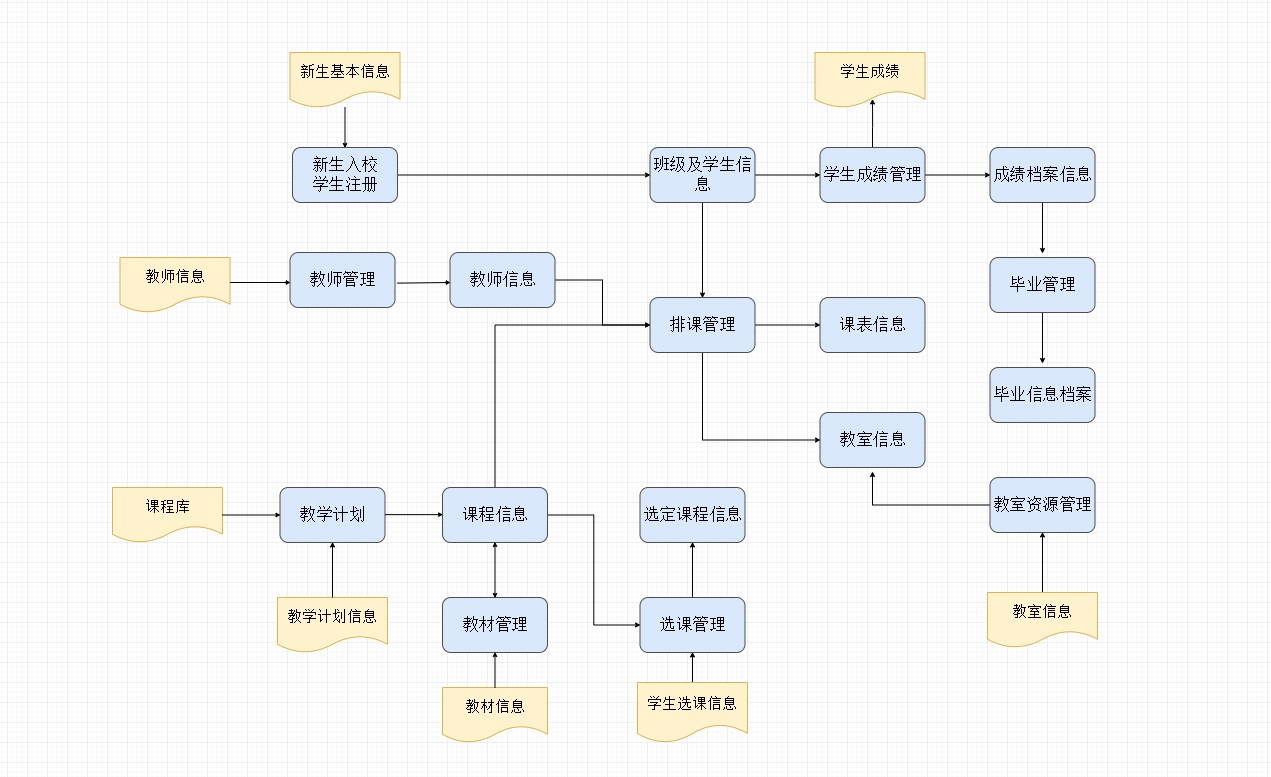 新生基本信息
学生成绩
新生入校
学生注册
班级及学生信
息
学生成绩管理
成绩档案信息
教师信息
教师管理
教师信息
毕业管理
排课管理
课表信息
毕业信息档案
教室信息
课程库
教学计划
课程信息
选定课程信息
教室资源管理
教学计划信息
教材管理
选课管理
教室信息
教材信息
学生选课信息